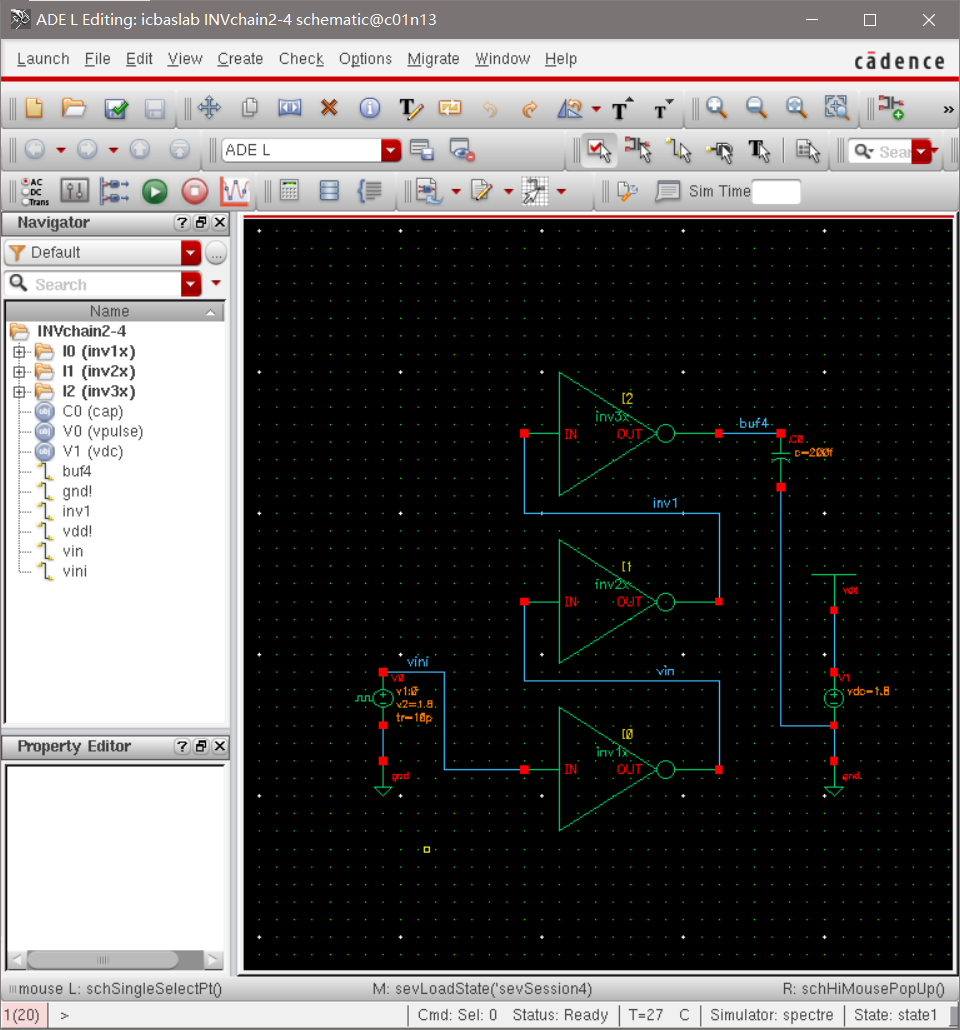 ADE L Editing: icbaslab INVchain2-4 schematic@c01n13
Launch File Edit View Create Check Options Migrate Window Help
cādence
»
ADE L
Sear
AC
DC
Trans
Sim Time
Navigator
Default
Search
Name
INVchain2-4
I0 (inv1x)
I1 (inv2x)
I2 (inv3x)
C0 (cap)
V0 (vpulse)
V1 (vdc)
buf4
gnd!
inv1
vdd!
vin
vini
Property Editor
I2
inv3x
IN OUT
buf4
C0
c=200f
inv1
I1
inv2x
IN OUT
vdd
vin
vini
V0
v1:0
v2=1.8
tr=10p
gnd
V1
vdc=1.8
gnd
I0
inv1x
IN OUT
mouse L: schSingleSelectPt() M: sevLoadState('sevSession4) R: schHiMousePopUp()
1(20) > Cmd: Sel: 0 Status: Ready T=27 C Simulator: spectre State: state1